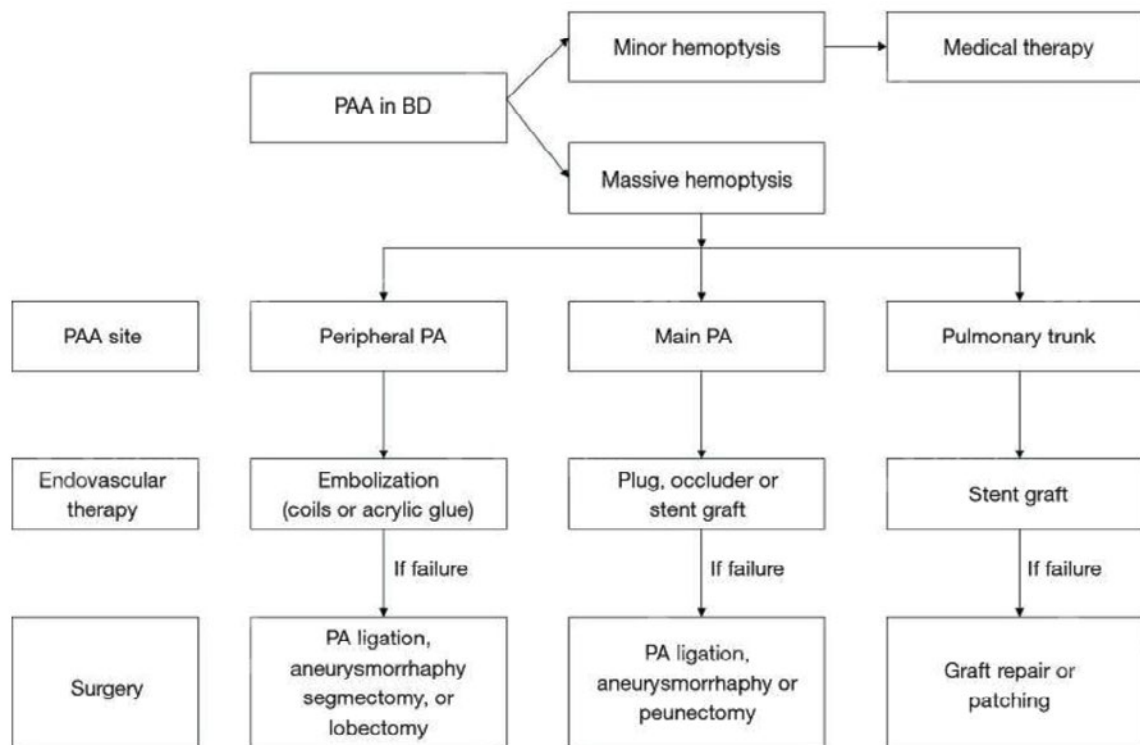 Minor hemoptysis
Medical therapy
PAA in BD
Massive hemoptysis
PAA site
Peripheral PA
Main PA
Pulmonary trunk
Endovascular
therapy
Embolization
(coils or acrylic glue)
Plug, occluder or
stent graft
Stent graft
If failure
If failure
If failure
Surgery
PA ligation,
aneurysmorrhaphy
segmectomy, or
lobectomy
PA ligation,
aneurysmorrhaphy or
peunectomy
Graft repair or
patching